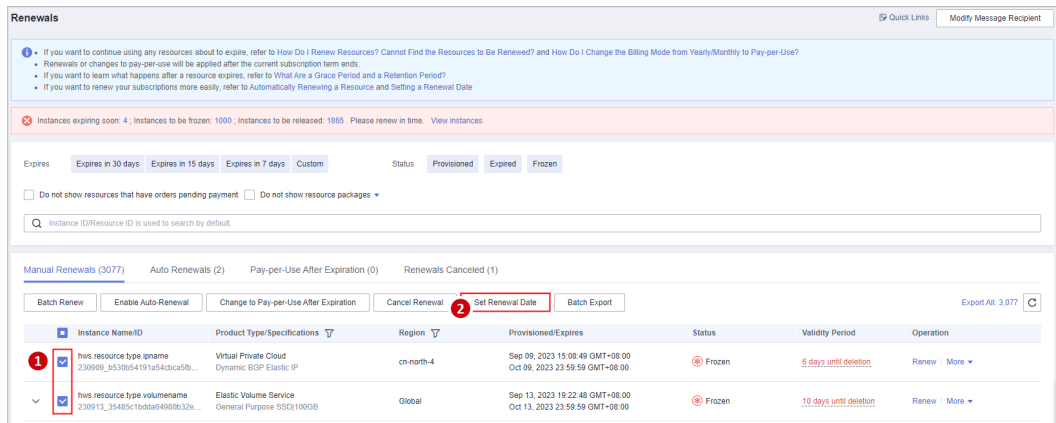 Renewals
Quick Links
Modify Message Recipient
If you want to continue using any resources about to expire, refer to How Do I Renew Resources? Cannot Find the Resources to Be Renewed? and How Do I Change the Billing Mode from Yearly/Monthly to Pay-per-Use?
Renewals or changes to pay-per-use will be applied after the current subscription term ends.
If you want to learn what happens after a resource expires, refer to What Are a Grace Period and a Retention Period?
If you want to renew your subscriptions more easily, refer to Automatically Renewing a Resource and Setting a Renewal Date
Instances expiring soon: 4 ; Instances to be frozen: 1000 ; Instances to be released: 1865 . Please renew in time. View instances.
Expires Expires in 30 days Expires in 15 days Expires in 7 days Custom Status Provisioned Expired Frozen
Do not show resources that have orders pending payment Do not show resource packages
Instance ID/Resource ID is used to search by default.
Manual Renewals (3077) Auto Renewals (2) Pay-per-Use After Expiration (0) Renewals Canceled (1)
Batch Renew Enable Auto-Renewal Change to Pay-per-Use After Expiration Cancel Renewal 2 Set Renewal Date Batch Export Export All: 3,077
Instance Name/ID Product Type/Specifications Region Provisioned/Expires Status Validity Period Operation
1 hws.resource.type.ipname Virtual Private Cloud cn-north-4 Sep 09, 2023 15:08:49 GMT+08:00 Frozen 6 days until deletion Renew More
230909_b530b54191a54cbca5fb... Dynamic BGP Elastic IP Oct 09, 2023 23:59:59 GMT+08:00
hws.resource.type.volumename Elastic Volume Service Global Sep 13, 2023 19:22:48 GMT+08:00 Frozen 10 days until deletion Renew More
230913_35485c1bdda64980b32e... General Purpose SSD|100GB Oct 13, 2023 23:59:59 GMT+08:00